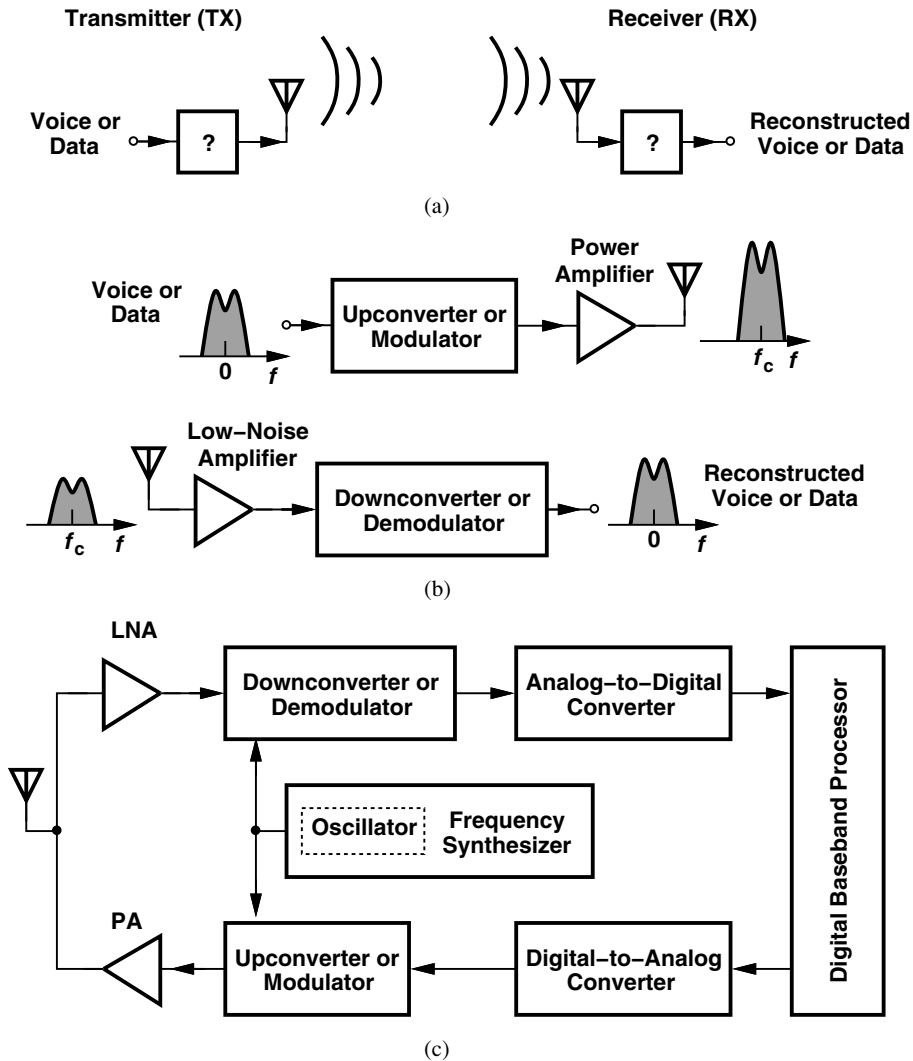 Transmitter (TX)
Receiver (RX)
Voice or
Data
?
?
Reconstructed
Voice or Data
(a)
Voice or
Data
0
f
Upconverter or
Modulator
Power
Amplifier
fc
f
fc
f
Low–Noise
Amplifier
Downconverter or
Demodulator
0
f
Reconstructed
Voice or Data
(b)
LNA
Downconverter or
Demodulator
Analog–to–Digital
Converter
Digital Baseband Processor
Oscillator
Frequency
Synthesizer
PA
Upconverter or
Modulator
Digital–to–Analog
Converter
(c)